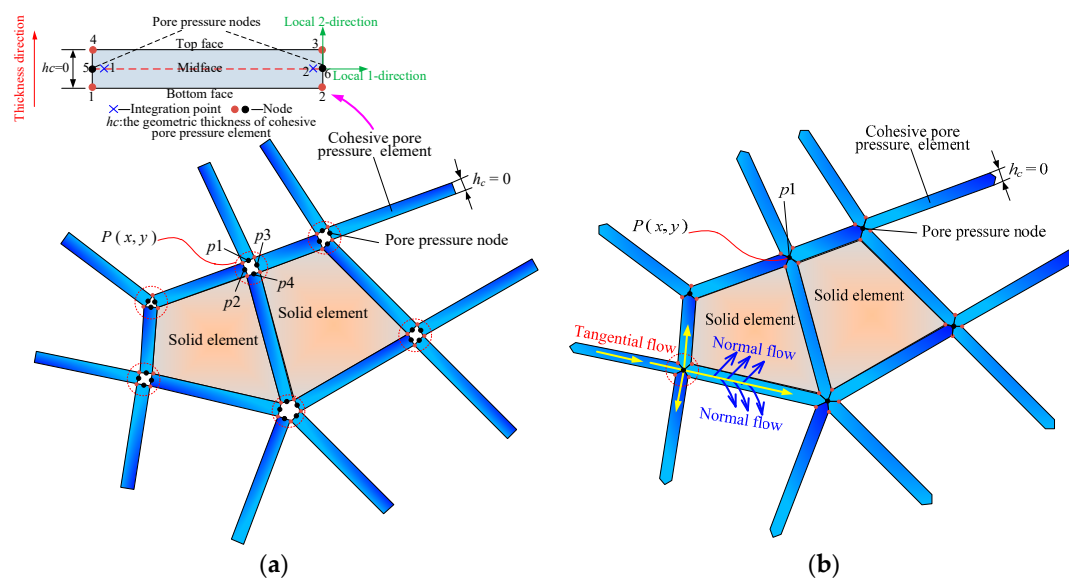 Pore pressure nodes
Local 2-direction
4
Top face
3
Thickness direction
hc=0
5
1
Midface
2
6
Local 1-direction
1
Bottom face
2
×—Integration point ●●—Node
hc:the geometric thickness of cohesive
pore pressure element
Cohesive pore
pressure element
h_c = 0
P(x, y)
p1
p3
Pore pressure node
p2
p4
Solid element
Solid element
(a)
Cohesive pore
pressure element
h_c = 0
p1
P(x, y)
Pore pressure node
Solid element
Solid element
Tangential flow
Normal flow
Normal flow
(b)